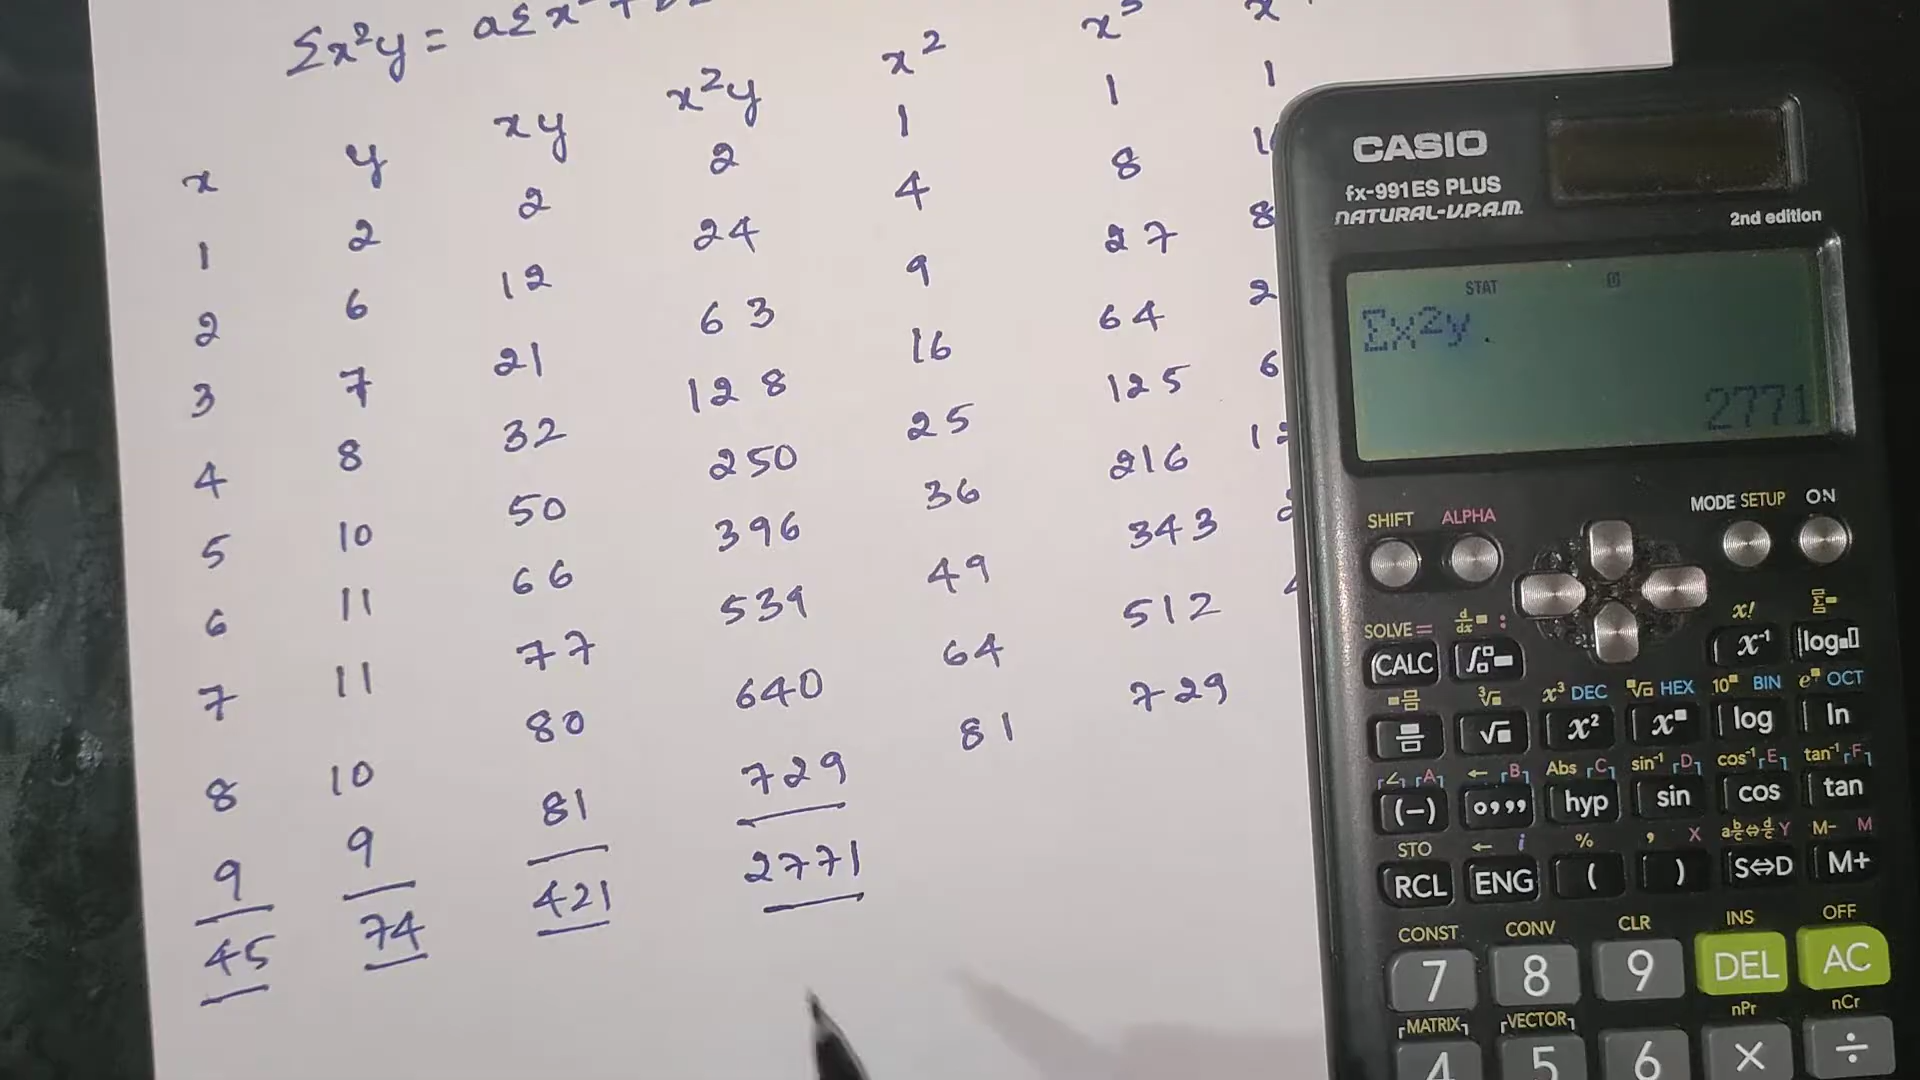 Σx²y = aΣx²+
x y xy x²y x² x³
1 2 2 2 1 1 1
2 6 12 24 4 8
3 7 21 63 9 27
4 8 32 128 16 64
5 10 50 250 25 125
6 11 66 396 36 216
7 11 77 539 49 343
8 10 80 640 64 512
9 9 81 729 81 729
45 74 421 2771
CASIO
fx-991ES PLUS
NATURAL-V.P.A.M.
2nd edition
STAT D
Σx²y
2771
SHIFT ALPHA MODE SETUP ON
SOLVE = d/dx : x! Σ
CALC ∫ x⁻¹ log
x³ DEC ∛ HEX 10 BIN e OCT
√ x² x log ln
∠ A ← B Abs C sin⁻¹ D cos⁻¹ E tan⁻¹ F
(−) °’’’ hyp sin cos tan
STO ← i % , X a b/c⇔d/c Y M- M
RCL ENG ( ) S⇔D M+
CONST CONV CLR INS OFF
7 8 9 DEL AC
MATRIX VECTOR nPr nCr
4 5 6 × ÷